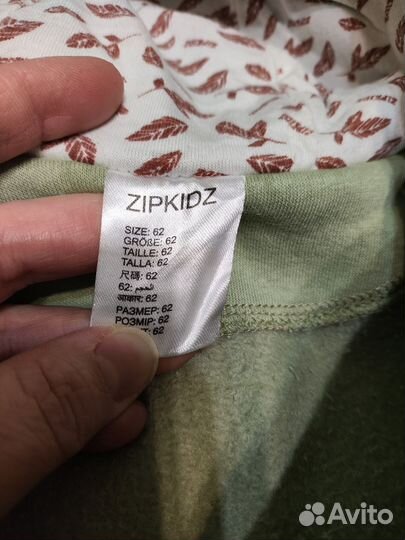 ZIPKIDZ
SIZE: 62
GRÖßE: 62
TAILLE: 62
TALLA: 62
尺碼: 62
الحجم: 62
आकार: 62
РАЗМЕР: 62
РОЗМІР: 62
62
Avito